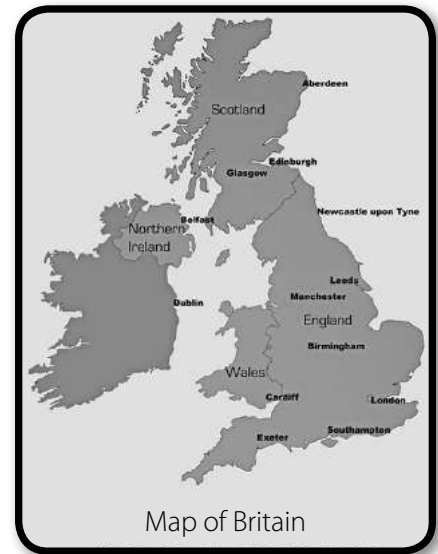 Aberdeen
Scotland
Edinburgh
Glasgow
Newcastle upon Tyne
Belfast
Northern
Ireland
Leeds
Dublin
Manchester
England
Birmingham
Wales
Cardiff
London
Southampton
Exeter
Map of Britain